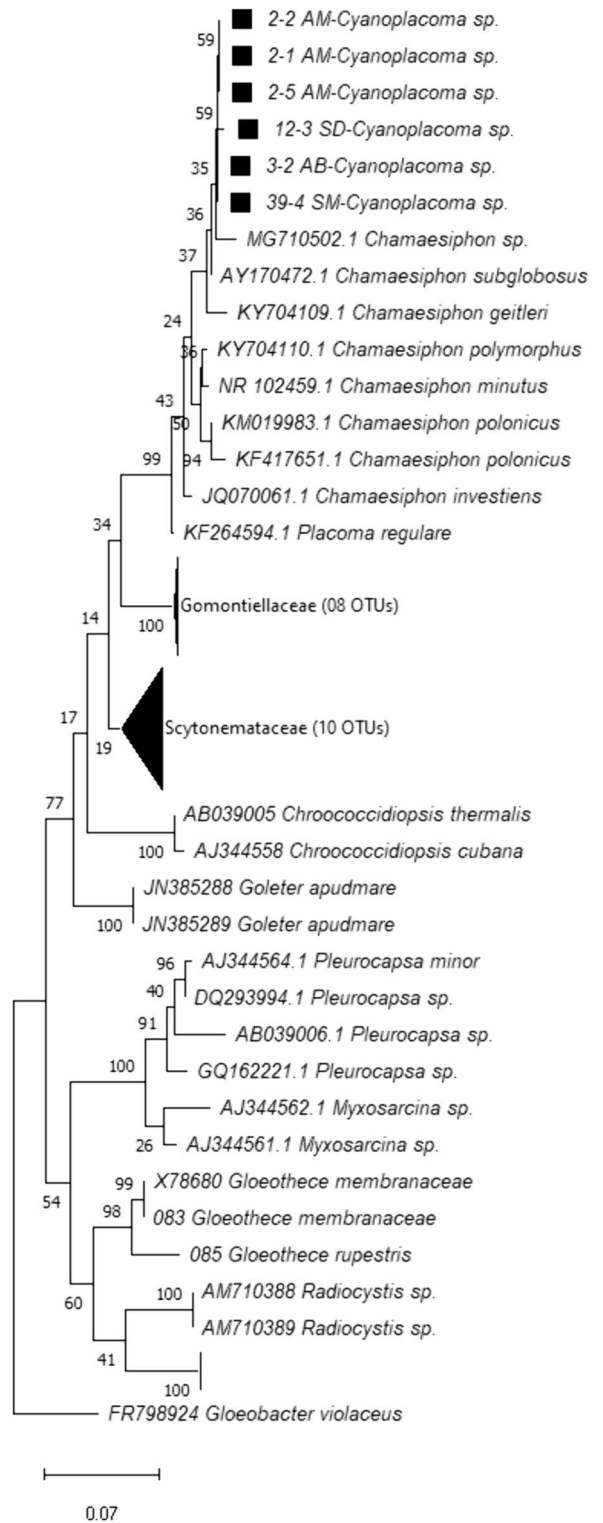 59
2-2 AM-Cyanoplacoma sp.
2-1 AM-Cyanoplacoma sp.
2-5 AM-Cyanoplacoma sp.
59
12-3 SD-Cyanoplacoma sp.
35
3-2 AB-Cyanoplacoma sp.
39-4 SM-Cyanoplacoma sp.
36
MG710502.1 Chamaesiphon sp.
37
AY170472.1 Chamaesiphon subglobosus
KY704109.1 Chamaesiphon geitleri
24
36
KY704110.1 Chamaesiphon polymorphus
NR 102459.1 Chamaesiphon minutus
43
50
KM019983.1 Chamaesiphon polonicus
99
94
KF417651.1 Chamaesiphon polonicus
JQ070061.1 Chamaesiphon investiens
34
KF264594.1 Placoma regulare
Gomontiellaceae (08 OTUs)
14
100
17
Scytonemataceae (10 OTUs)
19
77
AB039005 Chroococcidiopsis thermalis
100
AJ344558 Chroococcidiopsis cubana
JN385288 Goleter apudmare
100
JN385289 Goleter apudmare
96
AJ344564.1 Pleurocapsa minor
40
DQ293994.1 Pleurocapsa sp.
91
AB039006.1 Pleurocapsa sp.
100
GQ162221.1 Pleurocapsa sp.
AJ344562.1 Myxosarcina sp.
26
AJ344561.1 Myxosarcina sp.
99
X78680 Gloeothece membranaceae
54
98
083 Gloeothece membranaceae
085 Gloeothece rupestris
60
100
AM710388 Radiocystis sp.
AM710389 Radiocystis sp.
41
100
FR798924 Gloeobacter violaceus
0.07